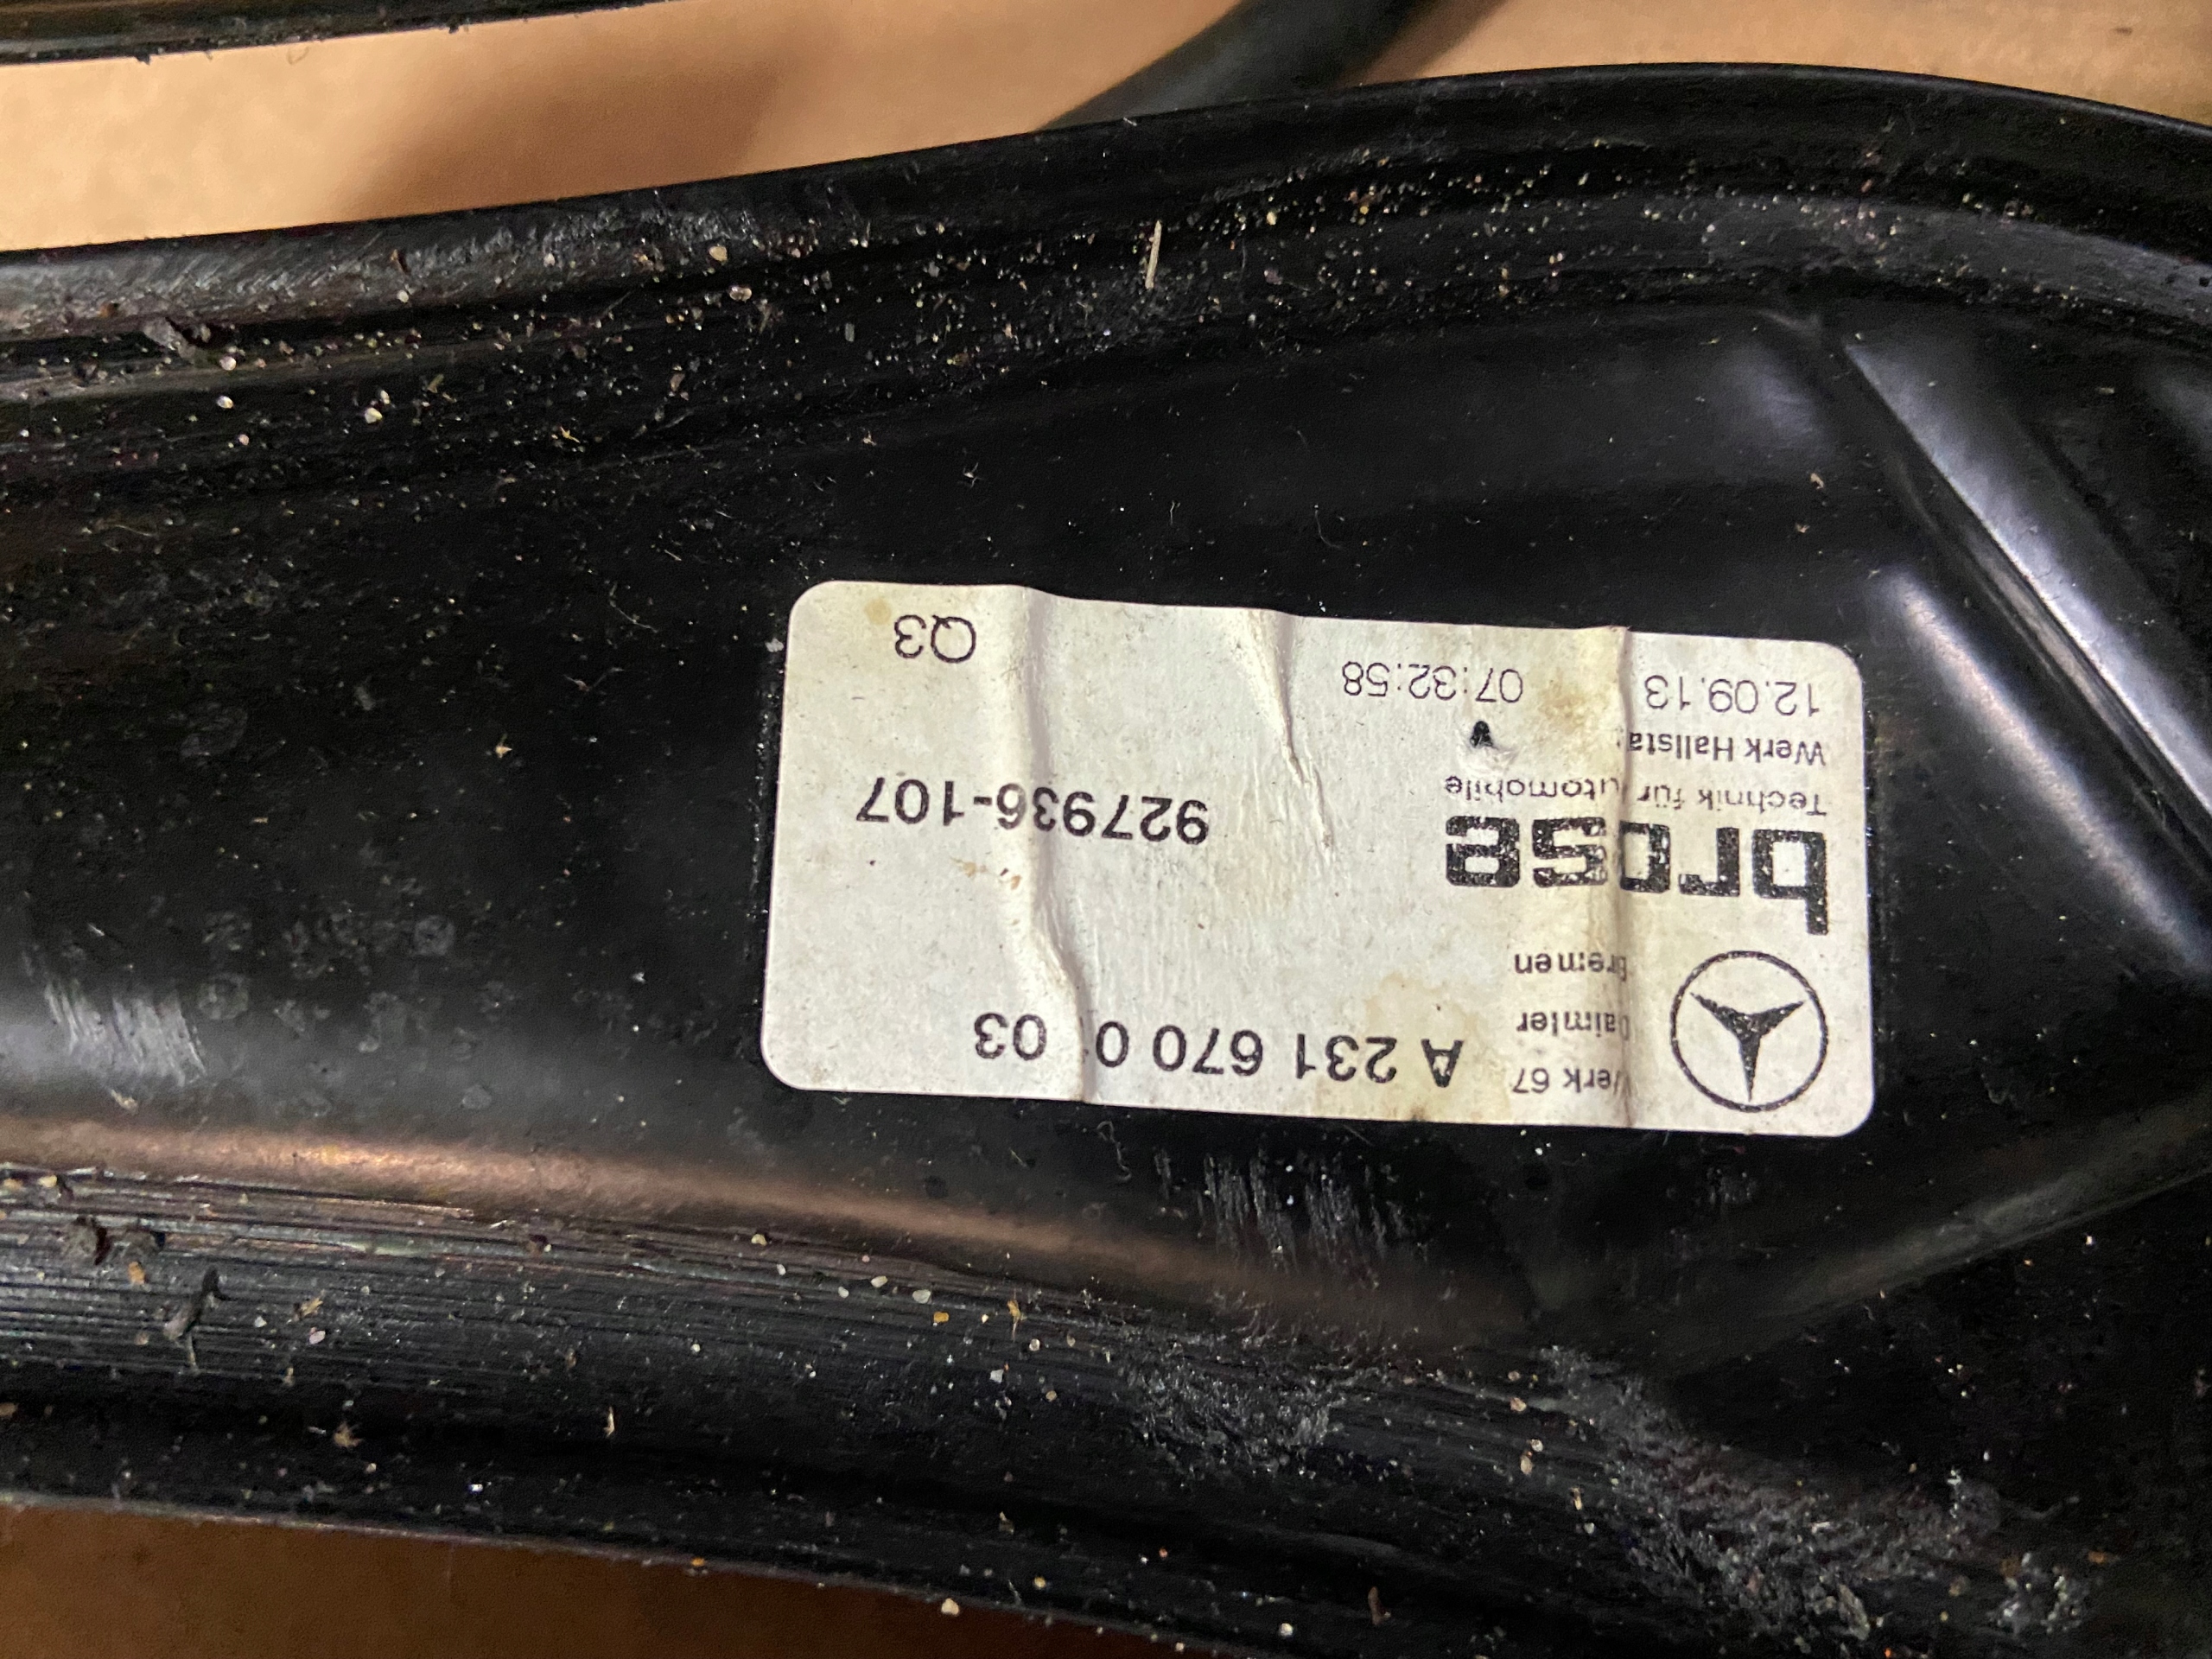 Werk 67
Daimler
Bremen
A 231 670 0 03
brose
Technik für Automobile
927936-107
Werk Hallsta
12.09.13 07:32:58
Q3